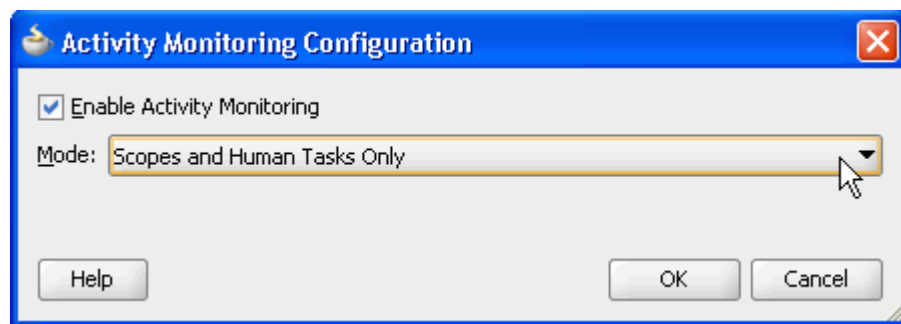 Activity Monitoring Configuration
Enable Activity Monitoring
Mode: Scopes and Human Tasks Only
Help OK Cancel